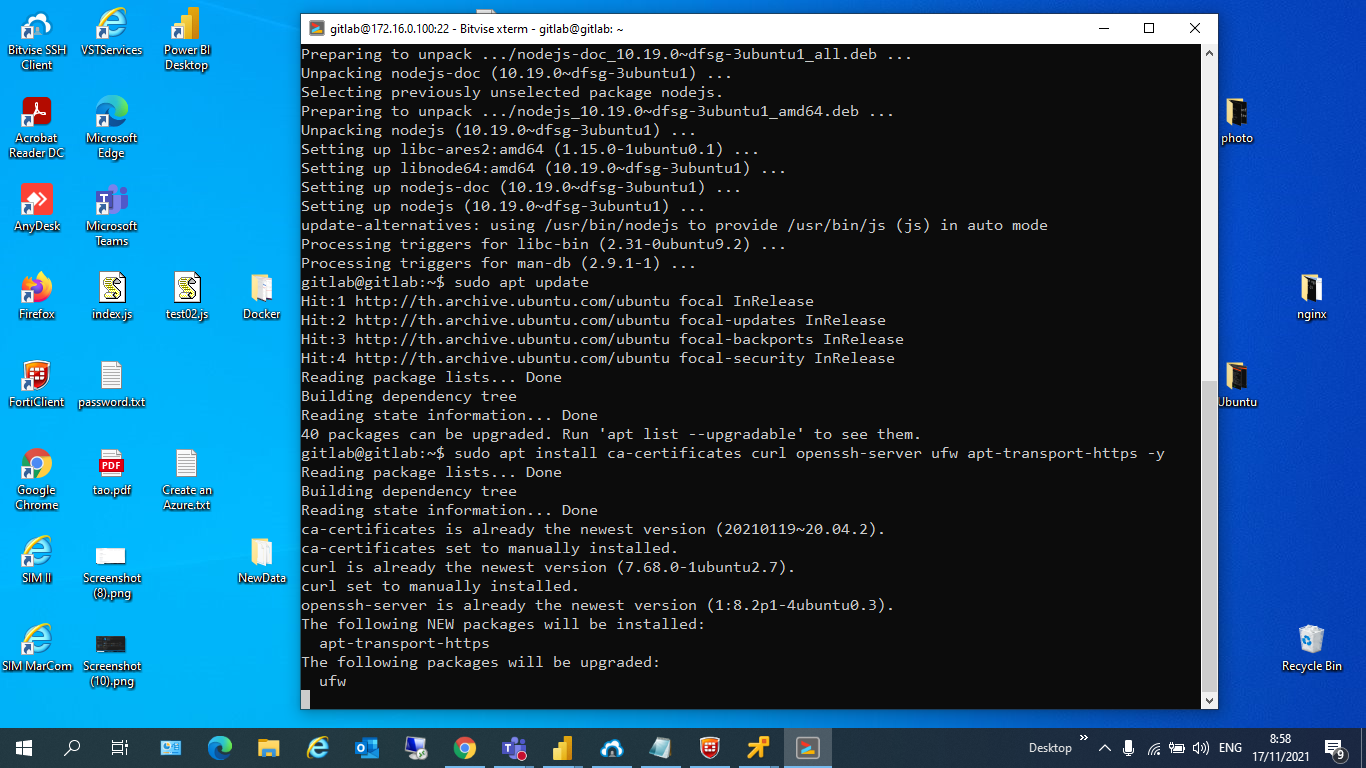 Bitvise SSH
Client
VSTServices
Power BI
Desktop
Acrobat
Reader DC
Microsoft
Edge
AnyDesk
Microsoft
Teams
Firefox
index.js
test02.js
Docker
FortiClient
password.txt
Google
Chrome
tao.pdf
Create an
Azure.txt
SIM II
Screenshot
(8).png
NewData
SIM MarCom
Screenshot
(10).png
gitlab@172.16.0.100:22 - Bitvise xterm - gitlab@gitlab: ~
Preparing to unpack .../nodejs-doc_10.19.0~dfsg-3ubuntu1_all.deb ...
Unpacking nodejs-doc (10.19.0~dfsg-3ubuntu1) ...
Selecting previously unselected package nodejs.
Preparing to unpack .../nodejs_10.19.0~dfsg-3ubuntu1_amd64.deb ...
Unpacking nodejs (10.19.0~dfsg-3ubuntu1) ...
Setting up libc-ares2:amd64 (1.15.0-1ubuntu0.1) ...
Setting up libnode64:amd64 (10.19.0~dfsg-3ubuntu1) ...
Setting up nodejs-doc (10.19.0~dfsg-3ubuntu1) ...
Setting up nodejs (10.19.0~dfsg-3ubuntu1) ...
update-alternatives: using /usr/bin/nodejs to provide /usr/bin/js (js) in auto mode
Processing triggers for libc-bin (2.31-0ubuntu9.2) ...
Processing triggers for man-db (2.9.1-1) ...
gitlab@gitlab:~$ sudo apt update
Hit:1 http://th.archive.ubuntu.com/ubuntu focal InRelease
Hit:2 http://th.archive.ubuntu.com/ubuntu focal-updates InRelease
Hit:3 http://th.archive.ubuntu.com/ubuntu focal-backports InRelease
Hit:4 http://th.archive.ubuntu.com/ubuntu focal-security InRelease
Reading package lists... Done
Building dependency tree
Reading state information... Done
40 packages can be upgraded. Run 'apt list --upgradable' to see them.
gitlab@gitlab:~$ sudo apt install ca-certificates curl openssh-server ufw apt-transport-https -y
Reading package lists... Done
Building dependency tree
Reading state information... Done
ca-certificates is already the newest version (20210119~20.04.2).
ca-certificates set to manually installed.
curl is already the newest version (7.68.0-1ubuntu2.7).
curl set to manually installed.
openssh-server is already the newest version (1:8.2p1-4ubuntu0.3).
The following NEW packages will be installed:
apt-transport-https
The following packages will be upgraded:
ufw
photo
nginx
Ubuntu
Recycle Bin
Desktop
ENG
8:58
17/11/2021
9